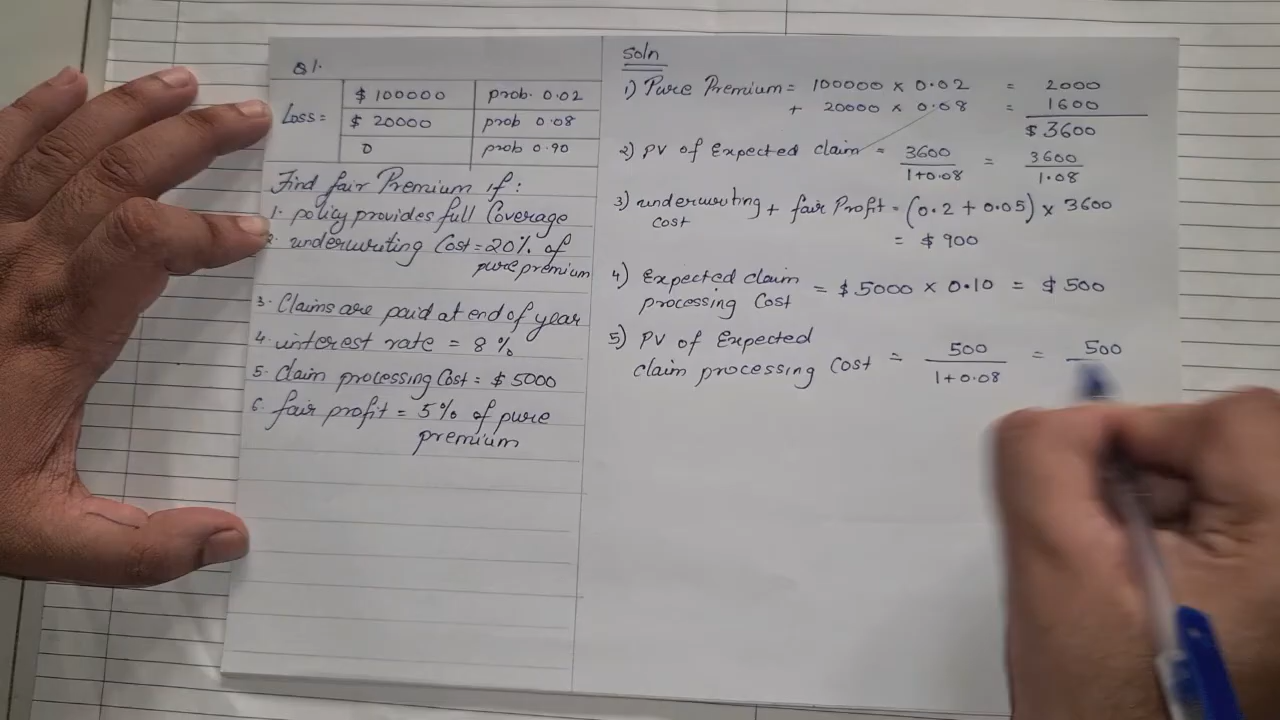 Q1.
Loss = $ 100000 prob. 0.02
$ 20000 prob 0.08
0 prob 0.90
Find fair Premium if:
1. policy provides full Coverage
2. underwriting Cost = 20% of
pure premium
3. Claims are paid at end of year
4. interest rate = 8 %
5. Claim processing Cost = $ 5000
6. fair profit = 5% of pure
premium
Soln
1) Pure Premium = 100000 × 0.02 = 2000
+ 20000 × 0.08 = 1600
$ 3600
2) PV of Expected claim = 3600 / 1+0.08 = 3600 / 1.08
3) underwriting cost + fair Profit = (0.2 + 0.05) × 3600
= $ 900
4) Expected claim
processing Cost = $ 5000 × 0.10 = $ 500
5) PV of Expected
claim processing Cost = 500 / 1+0.08 = 500